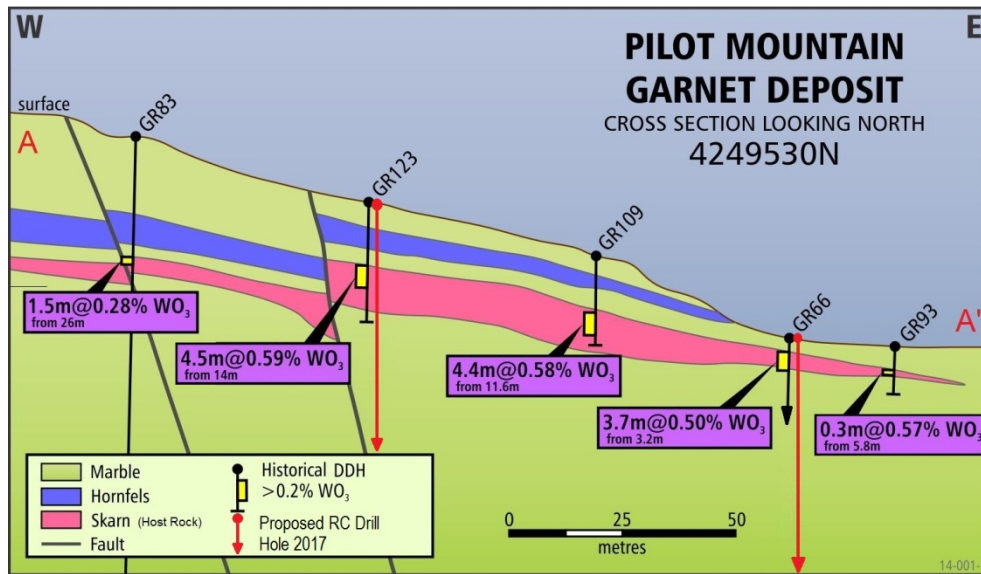 W
E
PILOT MOUNTAIN
GARNET DEPOSIT
CROSS SECTION LOOKING NORTH
4249530N
surface
A
GR83
GR123
GR109
GR66
GR93
A'
1.5m@0.28% WO₃
from 26m
4.5m@0.59% WO₃
from 14m
4.4m@0.58% WO₃
from 11.6m
3.7m@0.50% WO₃
from 3.2m
0.3m@0.57% WO₃
from 5.8m
Marble
Hornfels
Skarn (Host Rock)
Fault
Historical DDH
>0.2% WO₃
Proposed RC Drill
Hole 2017
0 25 50
metres
14-001-